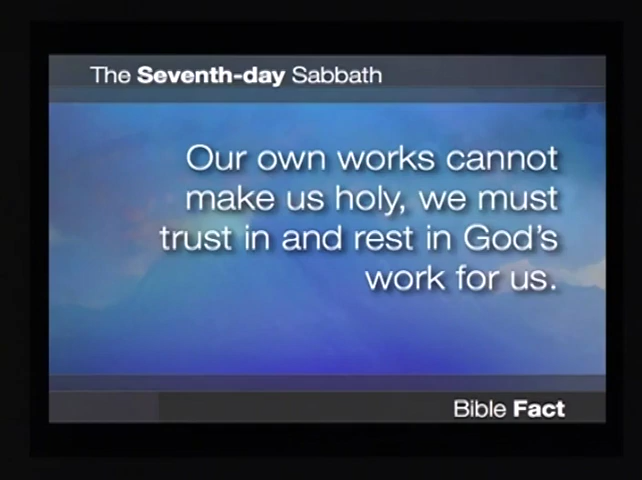 The Seventh-day Sabbath
Our own works cannot
make us holy, we must
trust in and rest in God's
work for us.
Bible Fact